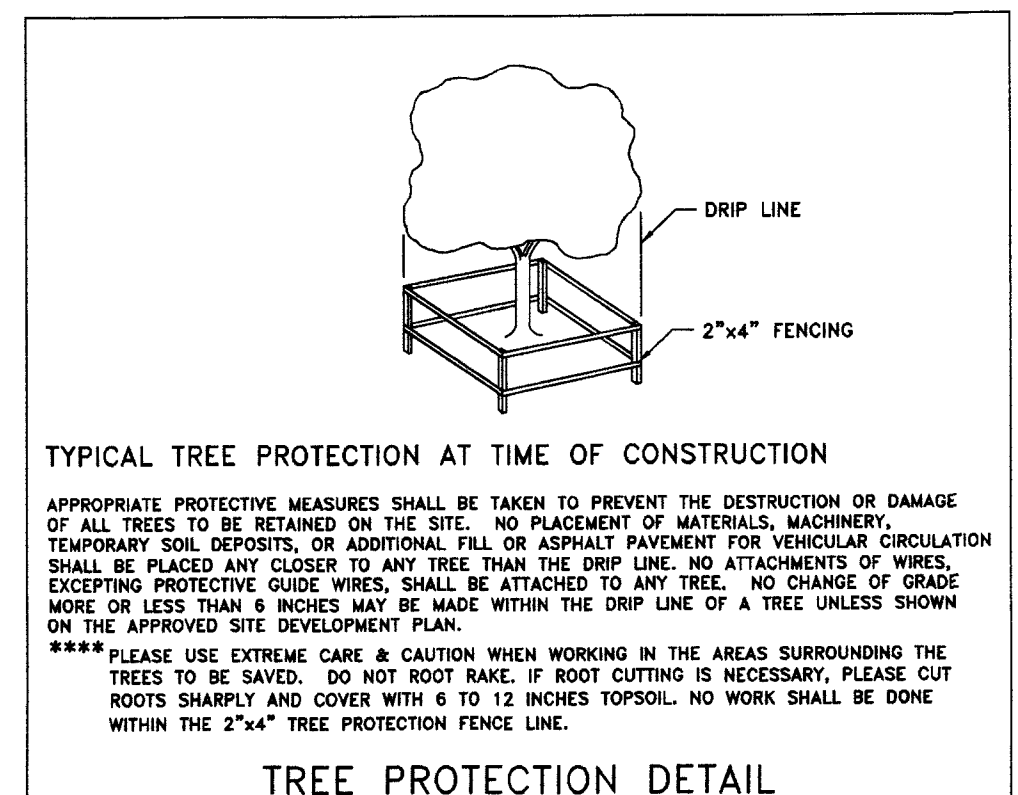 DRIP LINE
2"x4" FENCING
TYPICAL TREE PROTECTION AT TIME OF CONSTRUCTION
APPROPRIATE PROTECTIVE MEASURES SHALL BE TAKEN TO PREVENT THE DESTRUCTION OR DAMAGE
OF ALL TREES TO BE RETAINED ON THE SITE. NO PLACEMENT OF MATERIALS, MACHINERY,
TEMPORARY SOIL DEPOSITS, OR ADDITIONAL FILL OR ASPHALT PAVEMENT FOR VEHICULAR CIRCULATION
SHALL BE PLACED ANY CLOSER TO ANY TREE THAN THE DRIP LINE. NO ATTACHMENTS OF WIRES,
EXCEPTING PROTECTIVE GUIDE WIRES, SHALL BE ATTACHED TO ANY TREE. NO CHANGE OF GRADE
MORE OR LESS THAN 6 INCHES MAY BE MADE WITHIN THE DRIP LINE OF A TREE UNLESS SHOWN
ON THE APPROVED SITE DEVELOPMENT PLAN.
**** PLEASE USE EXTREME CARE & CAUTION WHEN WORKING IN THE AREAS SURROUNDING THE
TREES TO BE SAVED. DO NOT ROOT RAKE. IF ROOT CUTTING IS NECESSARY, PLEASE CUT
ROOTS SHARPLY AND COVER WITH 6 TO 12 INCHES TOPSOIL. NO WORK SHALL BE DONE
WITHIN THE 2"x4" TREE PROTECTION FENCE LINE.
TREE PROTECTION DETAIL